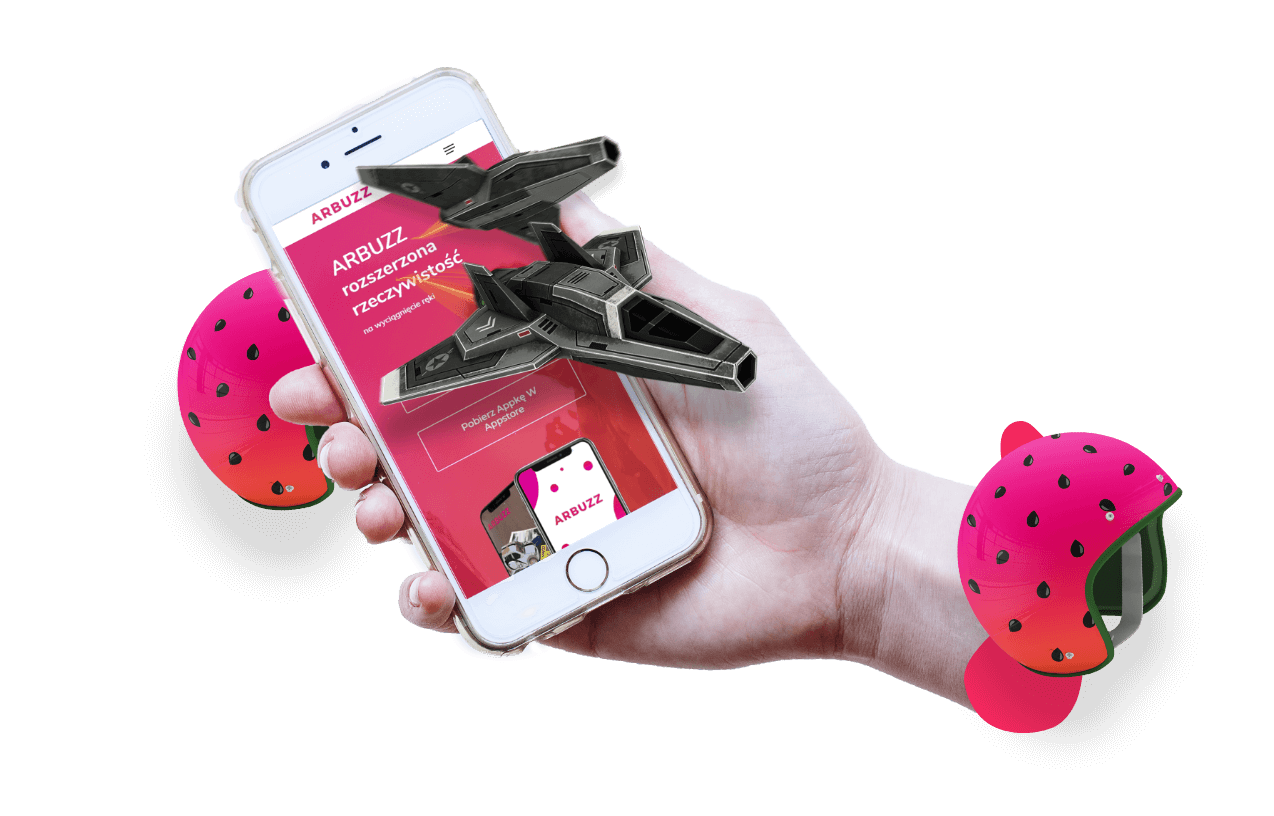 ARBUZZ
ARBUZZ
rozszerzona
rzeczywistość
na wyciągnięcie ręki
Pobierz Appkę W
Appstore
ARBUZZ